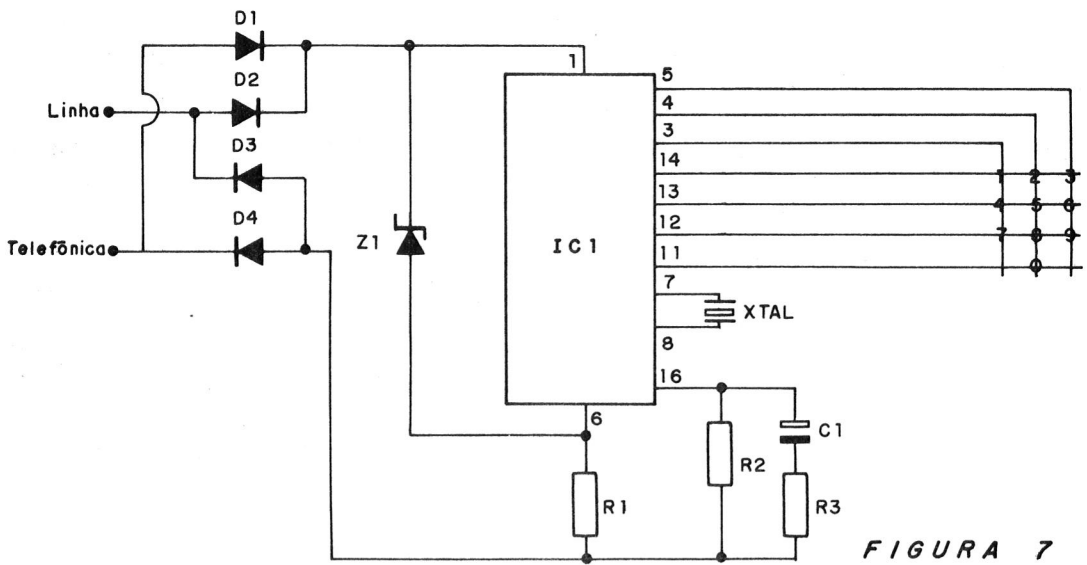 D1
D2
Linha
D3
D4
Telefônica
Z1
1
IC1
5
4
3
14
13
12
11
7
8
16
6
1 2 3
4 5 6
7 8 9
0
XTAL
C1
R2
R1
R3
FIGURA 7